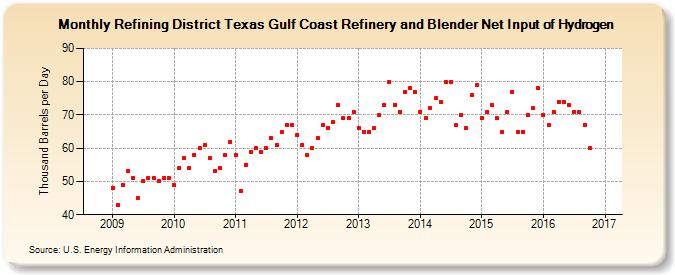 Monthly Refining District Texas Gulf Coast Refinery and Blender Net Input of Hydrogen
Thousand Barrels per Day
90
80
70
60
50
40
2009 2010 2011 2012 2013 2014 2015 2016 2017
Source: U.S. Energy Information Administration